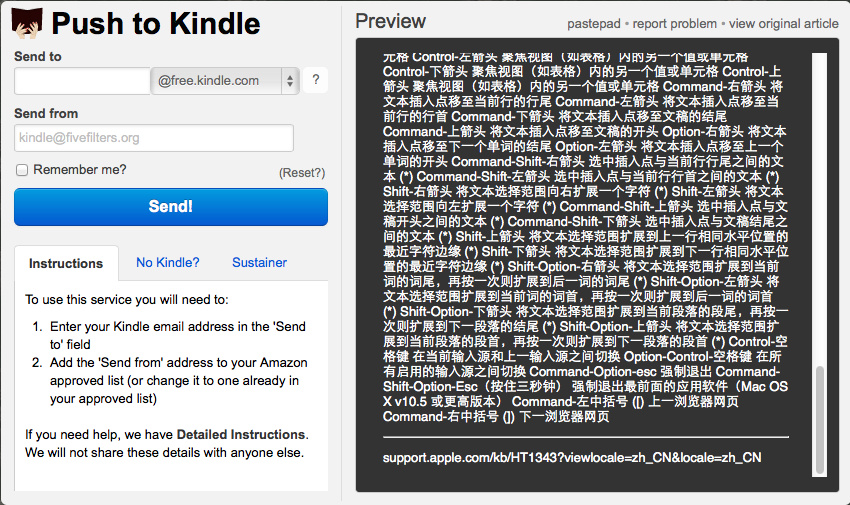 Push to Kindle
Send to
@free.kindle.com
?
Send from
kindle@fivefilters.org
Remember me?
(Reset?)
Send!
Instructions
No Kindle?
Sustainer
To use this service you will need to:
1. Enter your Kindle email address in the 'Send
to' field
2. Add the 'Send from' address to your Amazon
approved list (or change it to one already in
your approved list)
If you need help, we have Detailed Instructions.
We will not share these details with anyone else.
Preview
pastepad • report problem • view original article
元格 Control-左箭头 聚焦视图（如表格）内的另一个值或单元格
Control-下箭头 聚焦视图（如表格）内的另一个值或单元格 Control-上
箭头 聚焦视图（如表格）内的另一个值或单元格 Command-右箭头 将
文本插入点移至当前行的行尾 Command-左箭头 将文本插入点移至当
前行的行首 Command-下箭头 将文本插入点移至文稿的结尾
Command-上箭头 将文本插入点移至文稿的开头 Option-右箭头 将文本
插入点移至下一个单词的结尾 Option-左箭头 将文本插入点移至上一个
单词的开头 Command-Shift-右箭头 选中插入点与当前行行尾之间的文
本 (*) Command-Shift-左箭头 选中插入点与当前行行首之间的文本 (*)
Shift-右箭头 将文本选择范围向右扩展一个字符 (*) Shift-左箭头 将文本
选择范围向左扩展一个字符 (*) Command-Shift-上箭头 选中插入点与文
稿开头之间的文本 (*) Command-Shift-下箭头 选中插入点与文稿结尾之
间的文本 (*) Shift-上箭头 将文本选择范围扩展到上一行相同水平位置的
最近字符边缘 (*) Shift-下箭头 将文本选择范围扩展到下一行相同水平位
置的最近字符边缘 (*) Shift-Option-右箭头 将文本选择范围扩展到当前
词的词尾，再按一次则扩展到后一词的词尾 (*) Shift-Option-左箭头 将
文本选择范围扩展到当前词的词首，再按一次则扩展到后一词的词首
(*) Shift-Option-下箭头 将文本选择范围扩展到当前段落的段尾，再按一
次则扩展到下一段落的结尾 (*) Shift-Option-上箭头 将文本选择范围扩
展到当前段落的段首，再按一次则扩展到下一段落的段首 (*) Control-空
格键 在当前输入源和上一输入源之间切换 Option-Control-空格键 在所
有启用的输入源之间切换 Command-Option-esc 强制退出 Command-
Shift-Option-Esc（按住三秒钟） 强制退出最前面的应用软件（Mac OS
X v10.5 或更高版本） Command-左中括号 ([) 上一浏览器网页
Command-右中括号 (]) 下一浏览器网页
support.apple.com/kb/HT1343?viewlocale=zh_CN&locale=zh_CN